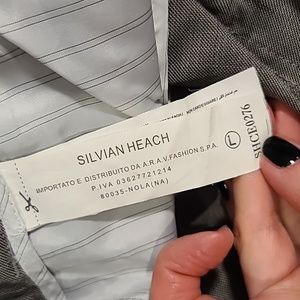 SILVIAN HEACH
IMPORTATO E DISTRIBUITO DA A.R.A.V.FASHION S.P.A.
P.IVA 03627721214
80035-NOLA(NA)
L
SHCE0276